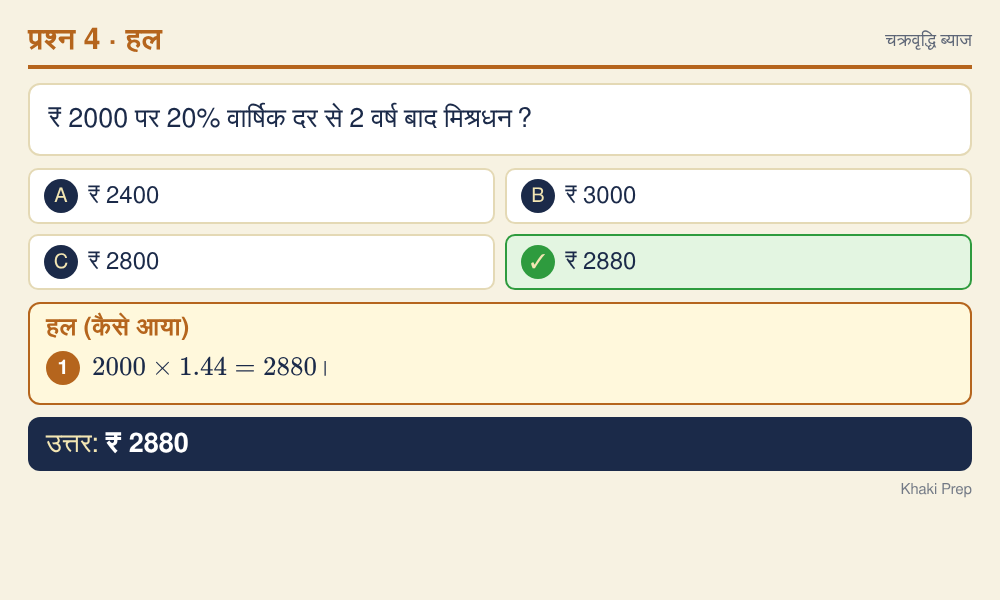 प्रश्न 4 · हल
चक्रवृद्धि ब्याज
₹ 2000 पर 20% वार्षिक दर से 2 वर्ष बाद मिश्रधन ?
A ₹ 2400
B ₹ 3000
C ₹ 2800
✓ ₹ 2880
हल (कैसे आया)
1 2000 × 1.44 = 2880।
उत्तर: ₹ 2880
Khaki Prep